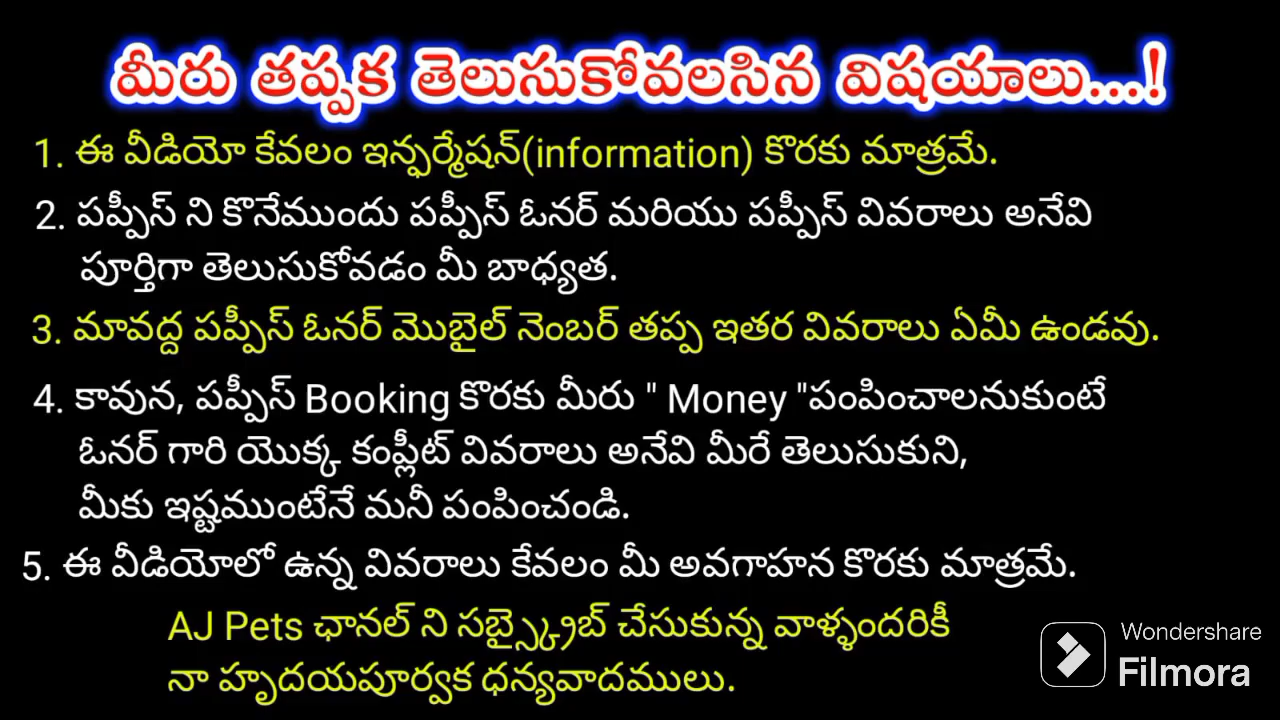 మీరు తప్పక తెలుసుకోవలసిన విషయాలు...!
1. ఈ వీడియో కేవలం ఇన్ఫర్మేషన్(information) కొరకు మాత్రమే.
2. పప్పీస్ ని కొనేముందు పప్పీస్ ఓనర్ మరియు పప్పీస్ వివరాలు అనేవి
పూర్తిగా తెలుసుకోవడం మీ బాధ్యత.
3. మావద్ద పప్పీస్ ఓనర్ మొబైల్ నెంబర్ తప్ప ఇతర వివరాలు ఏమీ ఉండవు.
4. కావున, పప్పీస్ Booking కొరకు మీరు " Money "పంపించాలనుకుంటే
ఓనర్ గారి యొక్క కంప్లీట్ వివరాలు అనేవి మీరే తెలుసుకుని,
మీకు ఇష్టముంటేనే మనీ పంపించండి.
5. ఈ వీడియోలో ఉన్న వివరాలు కేవలం మీ అవగాహన కొరకు మాత్రమే.
AJ Pets ఛానల్ ని సబ్స్క్రైబ్ చేసుకున్న వాళ్ళందరికీ
నా హృదయపూర్వక ధన్యవాదములు.
Wondershare
Filmora